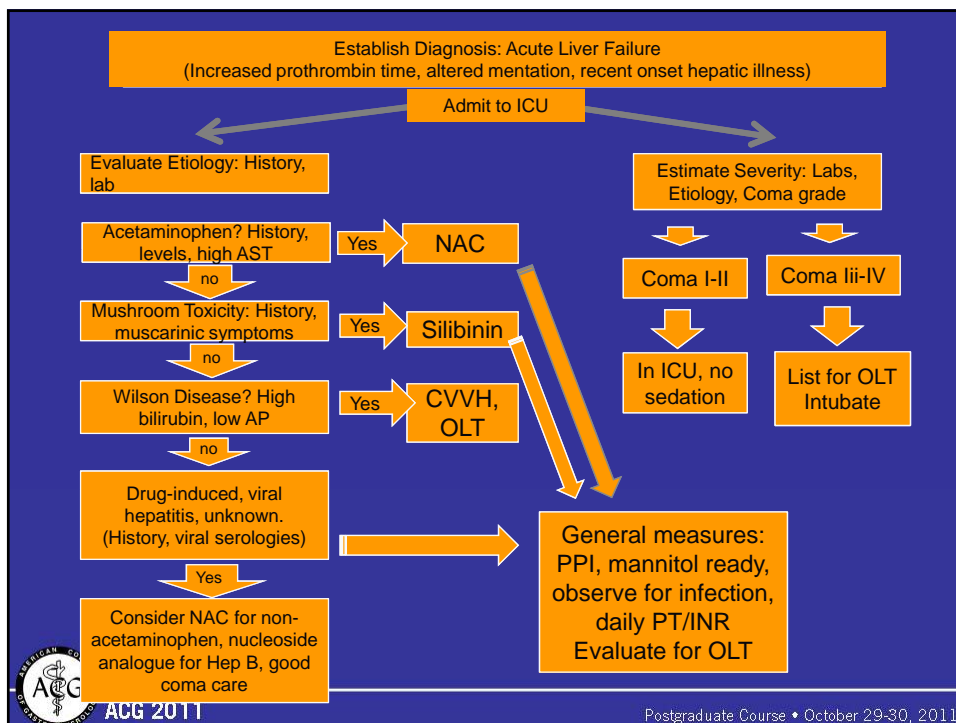 Establish Diagnosis: Acute Liver Failure
(Increased prothrombin time, altered mentation, recent onset hepatic illness)
Admit to ICU
Evaluate Etiology: History,
lab
Acetaminophen? History,
levels, high AST
Yes
NAC
no
Mushroom Toxicity: History,
muscarinic symptoms
Yes
Silibinin
no
Wilson Disease? High
bilirubin, low AP
Yes
CVVH,
OLT
no
Drug-induced, viral
hepatitis, unknown.
(History, viral serologies)
Yes
Consider NAC for non-
acetaminophen, nucleoside
analogue for Hep B, good
coma care
Estimate Severity: Labs,
Etiology, Coma grade
Coma I-II
Coma Iii-IV
In ICU, no
sedation
List for OLT
Intubate
General measures:
PPI, mannitol ready,
observe for infection,
daily PT/INR
Evaluate for OLT
ACG
ACG 2011
Postgraduate Course • October 29-30, 2011